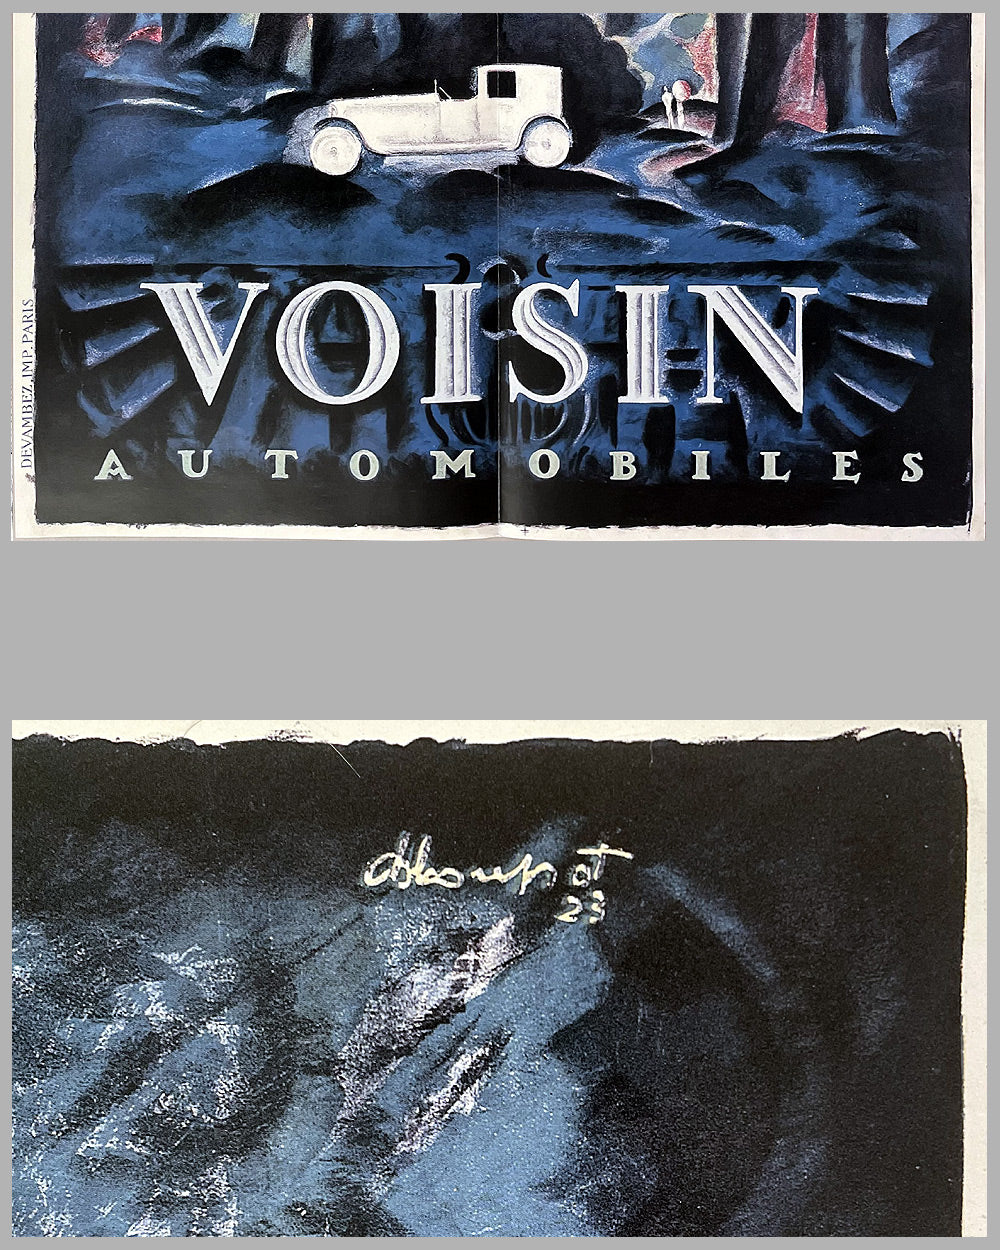 DEVAMBEZ. IMP. PARIS
VOISIN
AUTOMOBILES
23